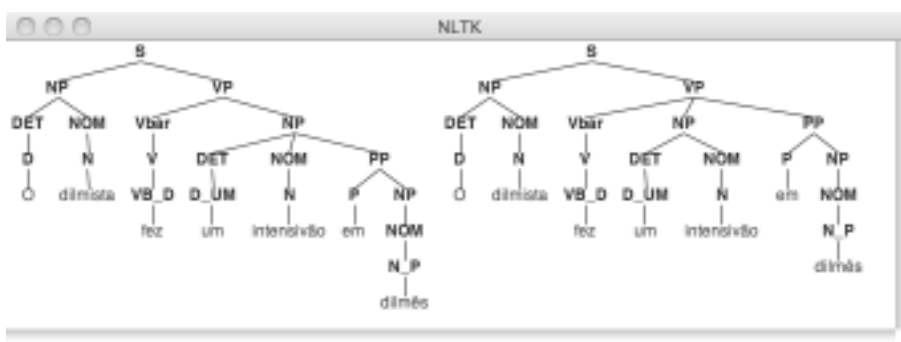 NLTK
S S
NP VP NP VP
DET NOM Vbar NP DET NOM Vbar NP PP
D N V DET NOM PP D N V DET NOM P NP
O dilmista VB_D D_UM N P NP O dilmista VB_D D_UM N em NOM
fez um intensivão em NOM fez um intensivão N_P
N_P dilmês
dilmês